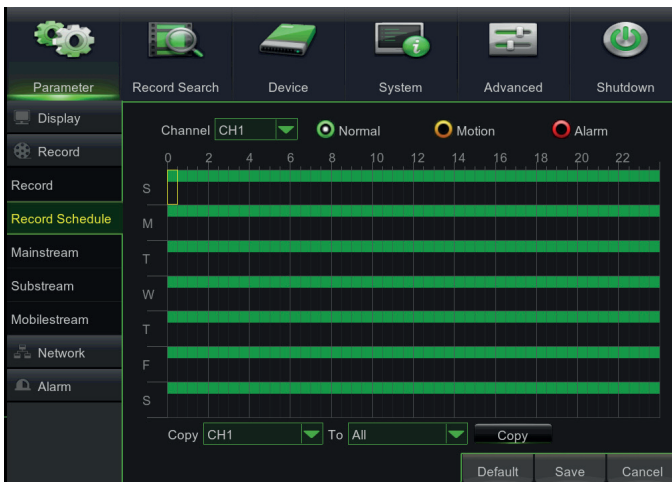 Parameter Record Search Device System Advanced Shutdown
Display
Record
Record
Record Schedule
Mainstream
Substream
Mobilestream
Network
Alarm
Channel CH1 Normal Motion Alarm
0 2 4 6 8 10 12 14 16 18 20 22
S
M
T
W
T
F
S
Copy CH1 To All Copy
Default Save Cancel